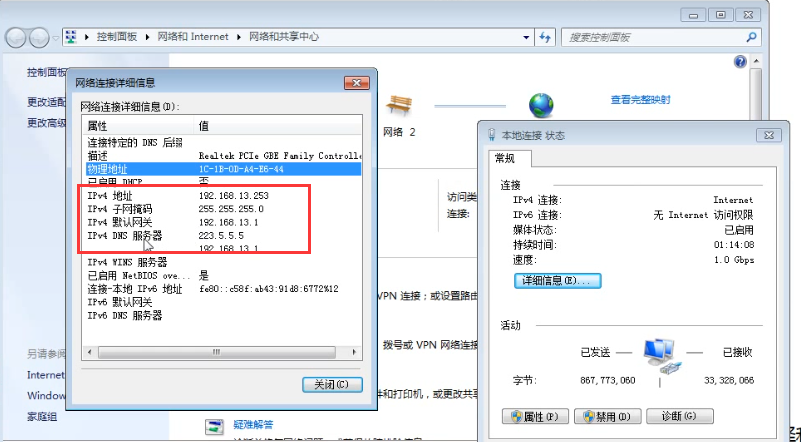 控制面板 ▸ 网络和 Internet ▸ 网络和共享中心
搜索控制面板
控制面板
更改适配
更改高级
网络 2
查看完整映射
访问类
连接:
VPN 连接；或设置路由
拨号或 VPN 网络连接
件和打印机，或更改共享
疑难解答
另请参阅
Internet
Window
家庭组
网络连接详细信息
网络连接详细信息(D):
属性 值
连接特定的 DNS 后缀
描述 Realtek PCIe GBE Family Controlle
物理地址 1C-1B-0D-A4-E6-44
已启用 DHCP 否
IPv4 地址 192.168.13.253
IPv4 子网掩码 255.255.255.0
IPv4 默认网关 192.168.13.1
IPv4 DNS 服务器 223.5.5.5
192.168.13.1
IPv4 WINS 服务器
已启用 NetBIOS ove... 是
连接-本地 IPv6 地址 fe80::c58f:ab43:91d8:6772%12
IPv6 默认网关
IPv6 DNS 服务器
关闭(C)
本地连接 状态
常规
连接
IPv4 连接: Internet
IPv6 连接: 无 Internet 访问权限
媒体状态: 已启用
持续时间: 01:14:08
速度: 1.0 Gbps
详细信息(E)...
活动
已发送 — — 已接收
字节: 867,773,060 | 33,328,066
属性(P)
禁用(D)
诊断(G)